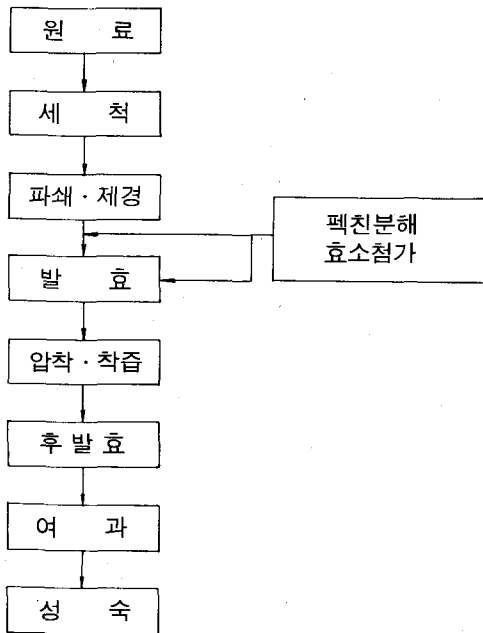 원 료
세 척
파쇄 · 제경
펙친분해
효소첨가
발 효
압착 · 착즙
후 발 효
여 과
성 숙